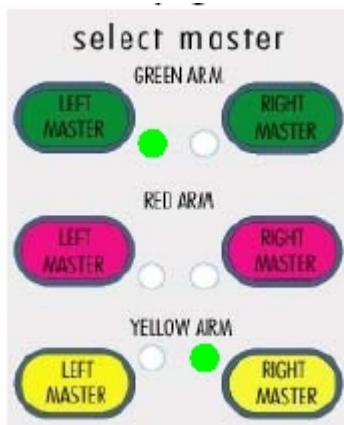 select master
GREEN ARM
LEFT MASTER
RIGHT MASTER
RED ARM
LEFT MASTER
RIGHT MASTER
YELLOW ARM
LEFT MASTER
RIGHT MASTER